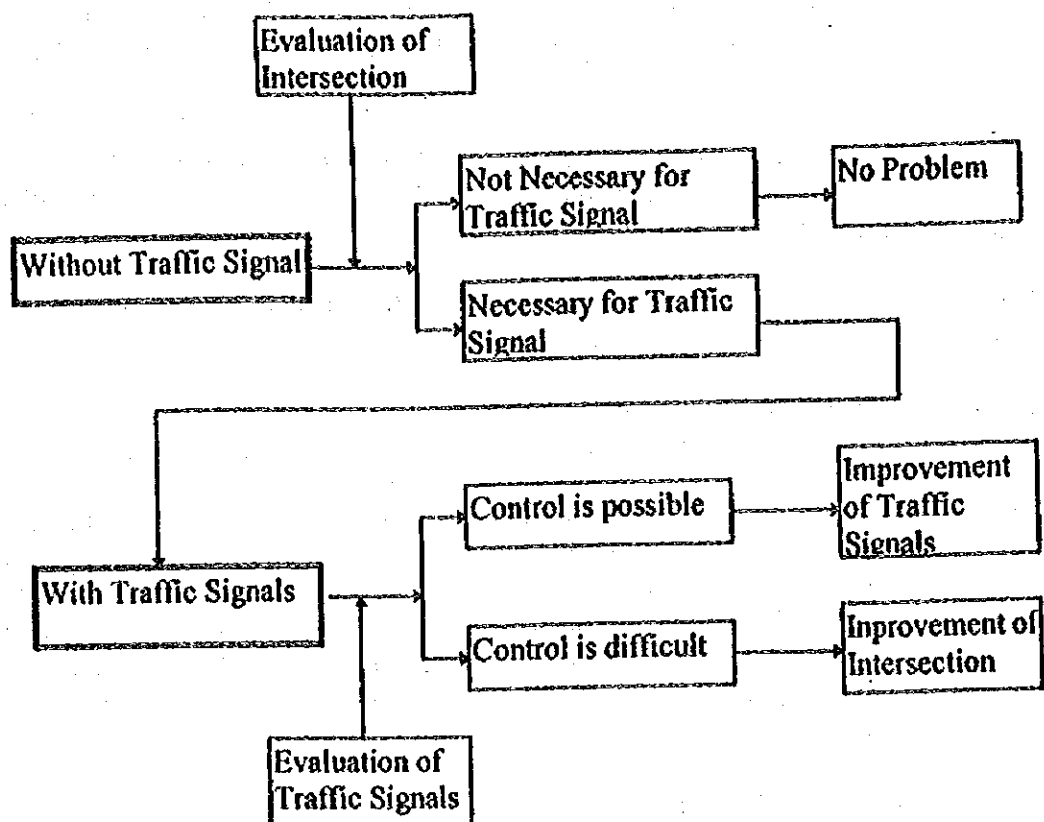 Evaluation of
Intersection
Not Necessary for
Traffic Signal
No Problem
Without Traffic Signal
Necessary for Traffic
Signal
Control is possible
Improvement
of Traffic
Signals
With Traffic Signals
Control is difficult
Inprovement of
Intersection
Evaluation of
Traffic Signals